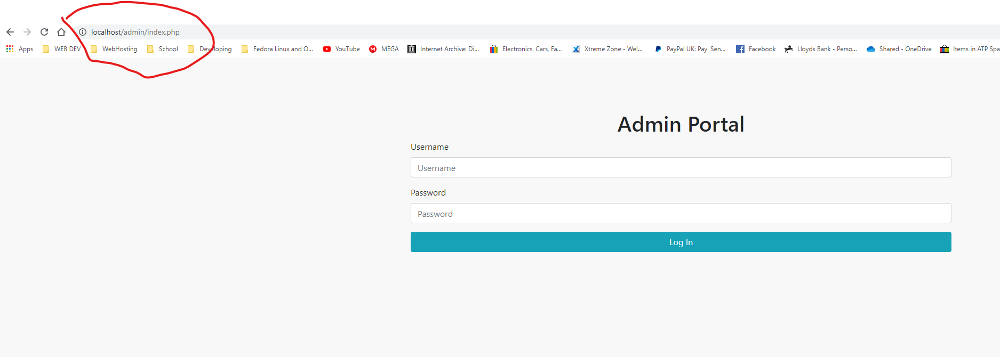 localhost/admin/index.php
Apps WEB DEV WebHosting School Developing Fedora Linux and O... YouTube MEGA Internet Archive: Di... Electronics, Cars, Fa... Xtreme Zone - Wel... PayPal UK: Pay, Sen... Facebook Lloyds Bank - Perso... Shared - OneDrive Items in ATP Spa
Admin Portal
Username
Username
Password
Password
Log In